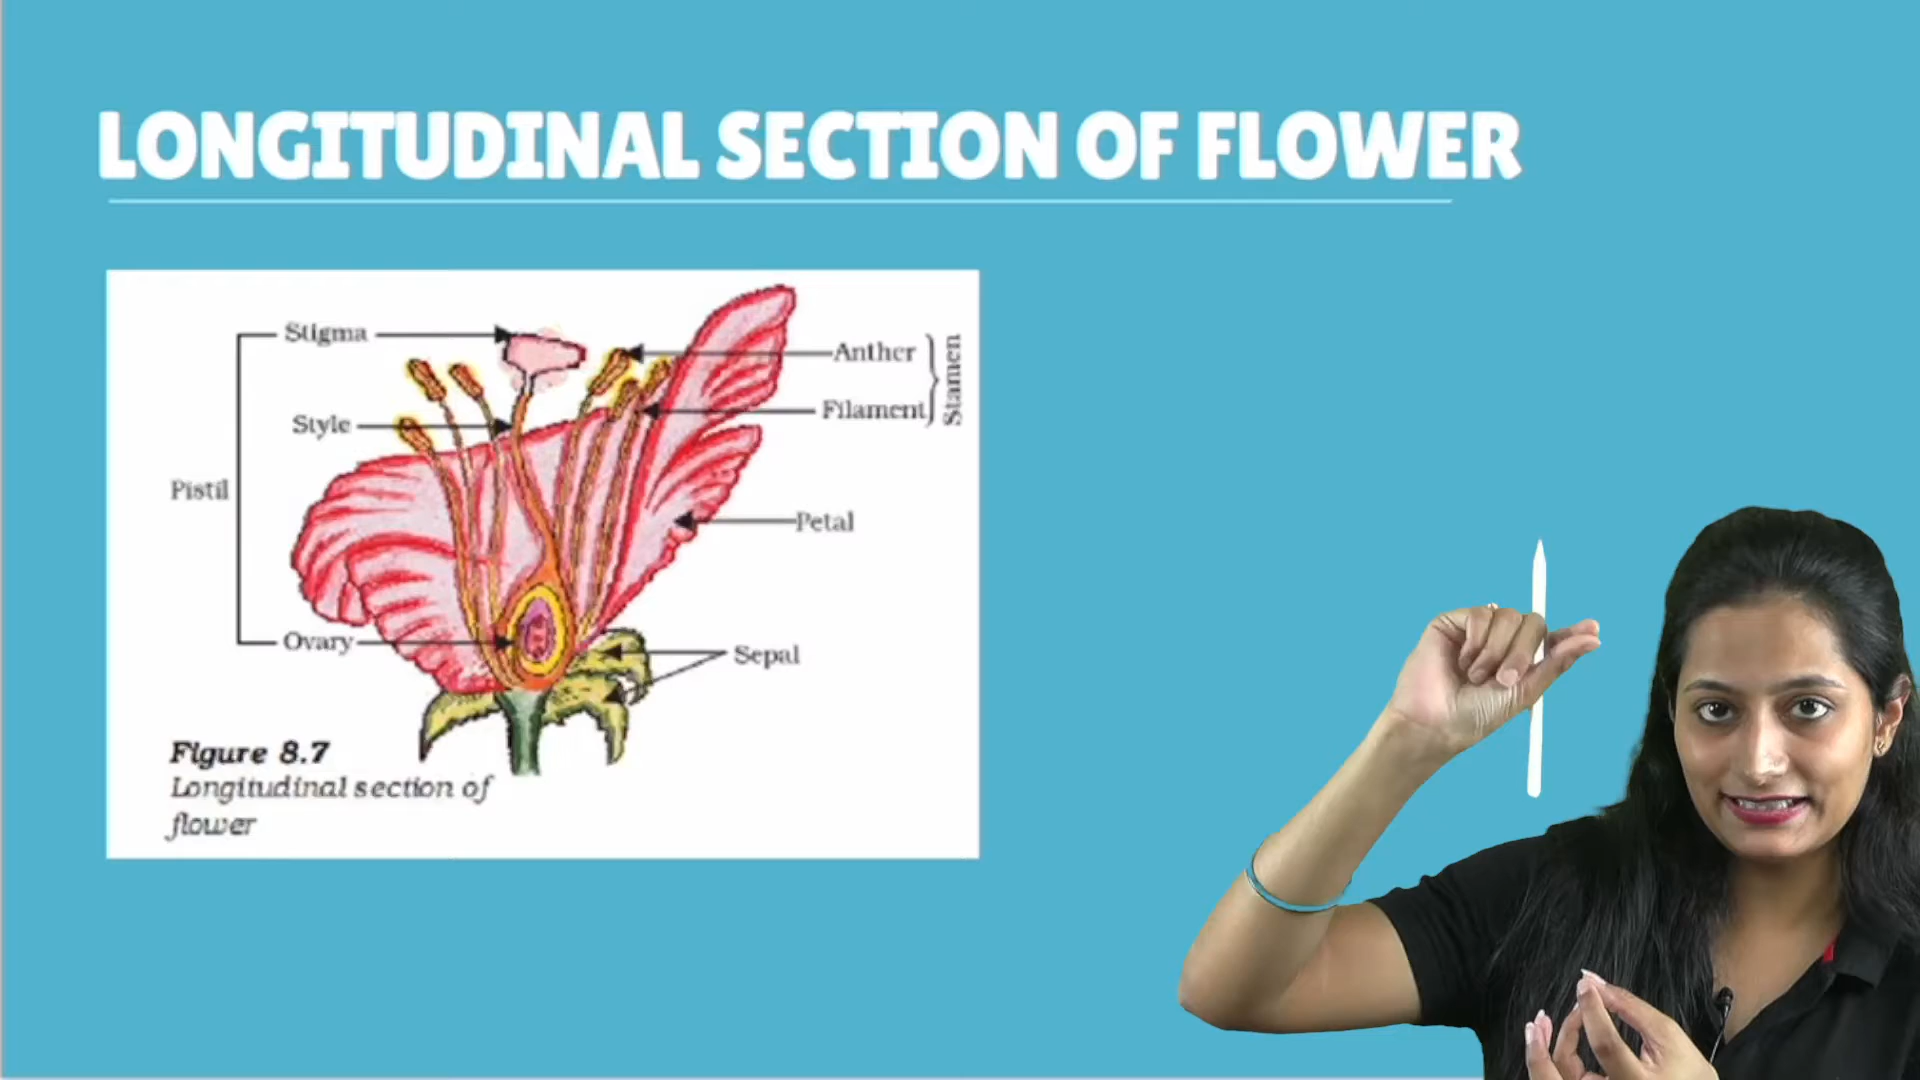 LONGITUDINAL SECTION OF FLOWER
Stigma
Anther
Stamen
Filament
Style
Pistil
Petal
Ovary
Sepal
Figure 8.7
Longitudinal section of
flower